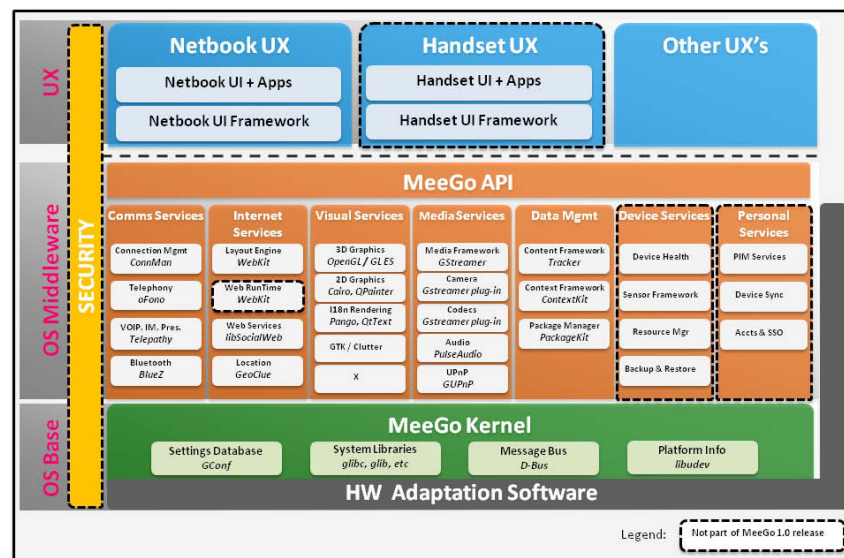 UX
Netbook UX
Netbook UI + Apps
Netbook UI Framework
Handset UX
Handset UI + Apps
Handset UI Framework
Other UX's
SECURITY
OS Middleware
MeeGo API
Comms Services
Connection Mgmt
ConnMan
Telephony
oFono
VOIP, IM, Pres.
Telepathy
Bluetooth
BlueZ
Internet
Services
Layout Engine
WebKit
Web RunTime
WebKit
Web Services
libSocialWeb
Location
GeoClue
Visual Services
3D Graphics
OpenGL / GL ES
2D Graphics
Cairo, QPainter
I18n Rendering
Pango, QtText
GTK / Clutter
X
Media Services
Media Framework
GStreamer
Camera
Gstreamer plug-in
Codecs
Gstreamer plug-in
Audio
PulseAudio
UPnP
GUPnP
Data Mgmt
Content Framework
Tracker
Context Framework
ContextKit
Package Manager
PackageKit
Device Services
Device Health
Sensor Framework
Resource Mgr
Backup & Restore
Personal
Services
PIM Services
Device Sync
Accts & SSO
OS Base
MeeGo Kernel
Settings Database
GConf
System Libraries
glibc, glib, etc
Message Bus
D-Bus
Platform Info
libudev
HW Adaptation Software
Legend:
Not part of MeeGo 1.0 release